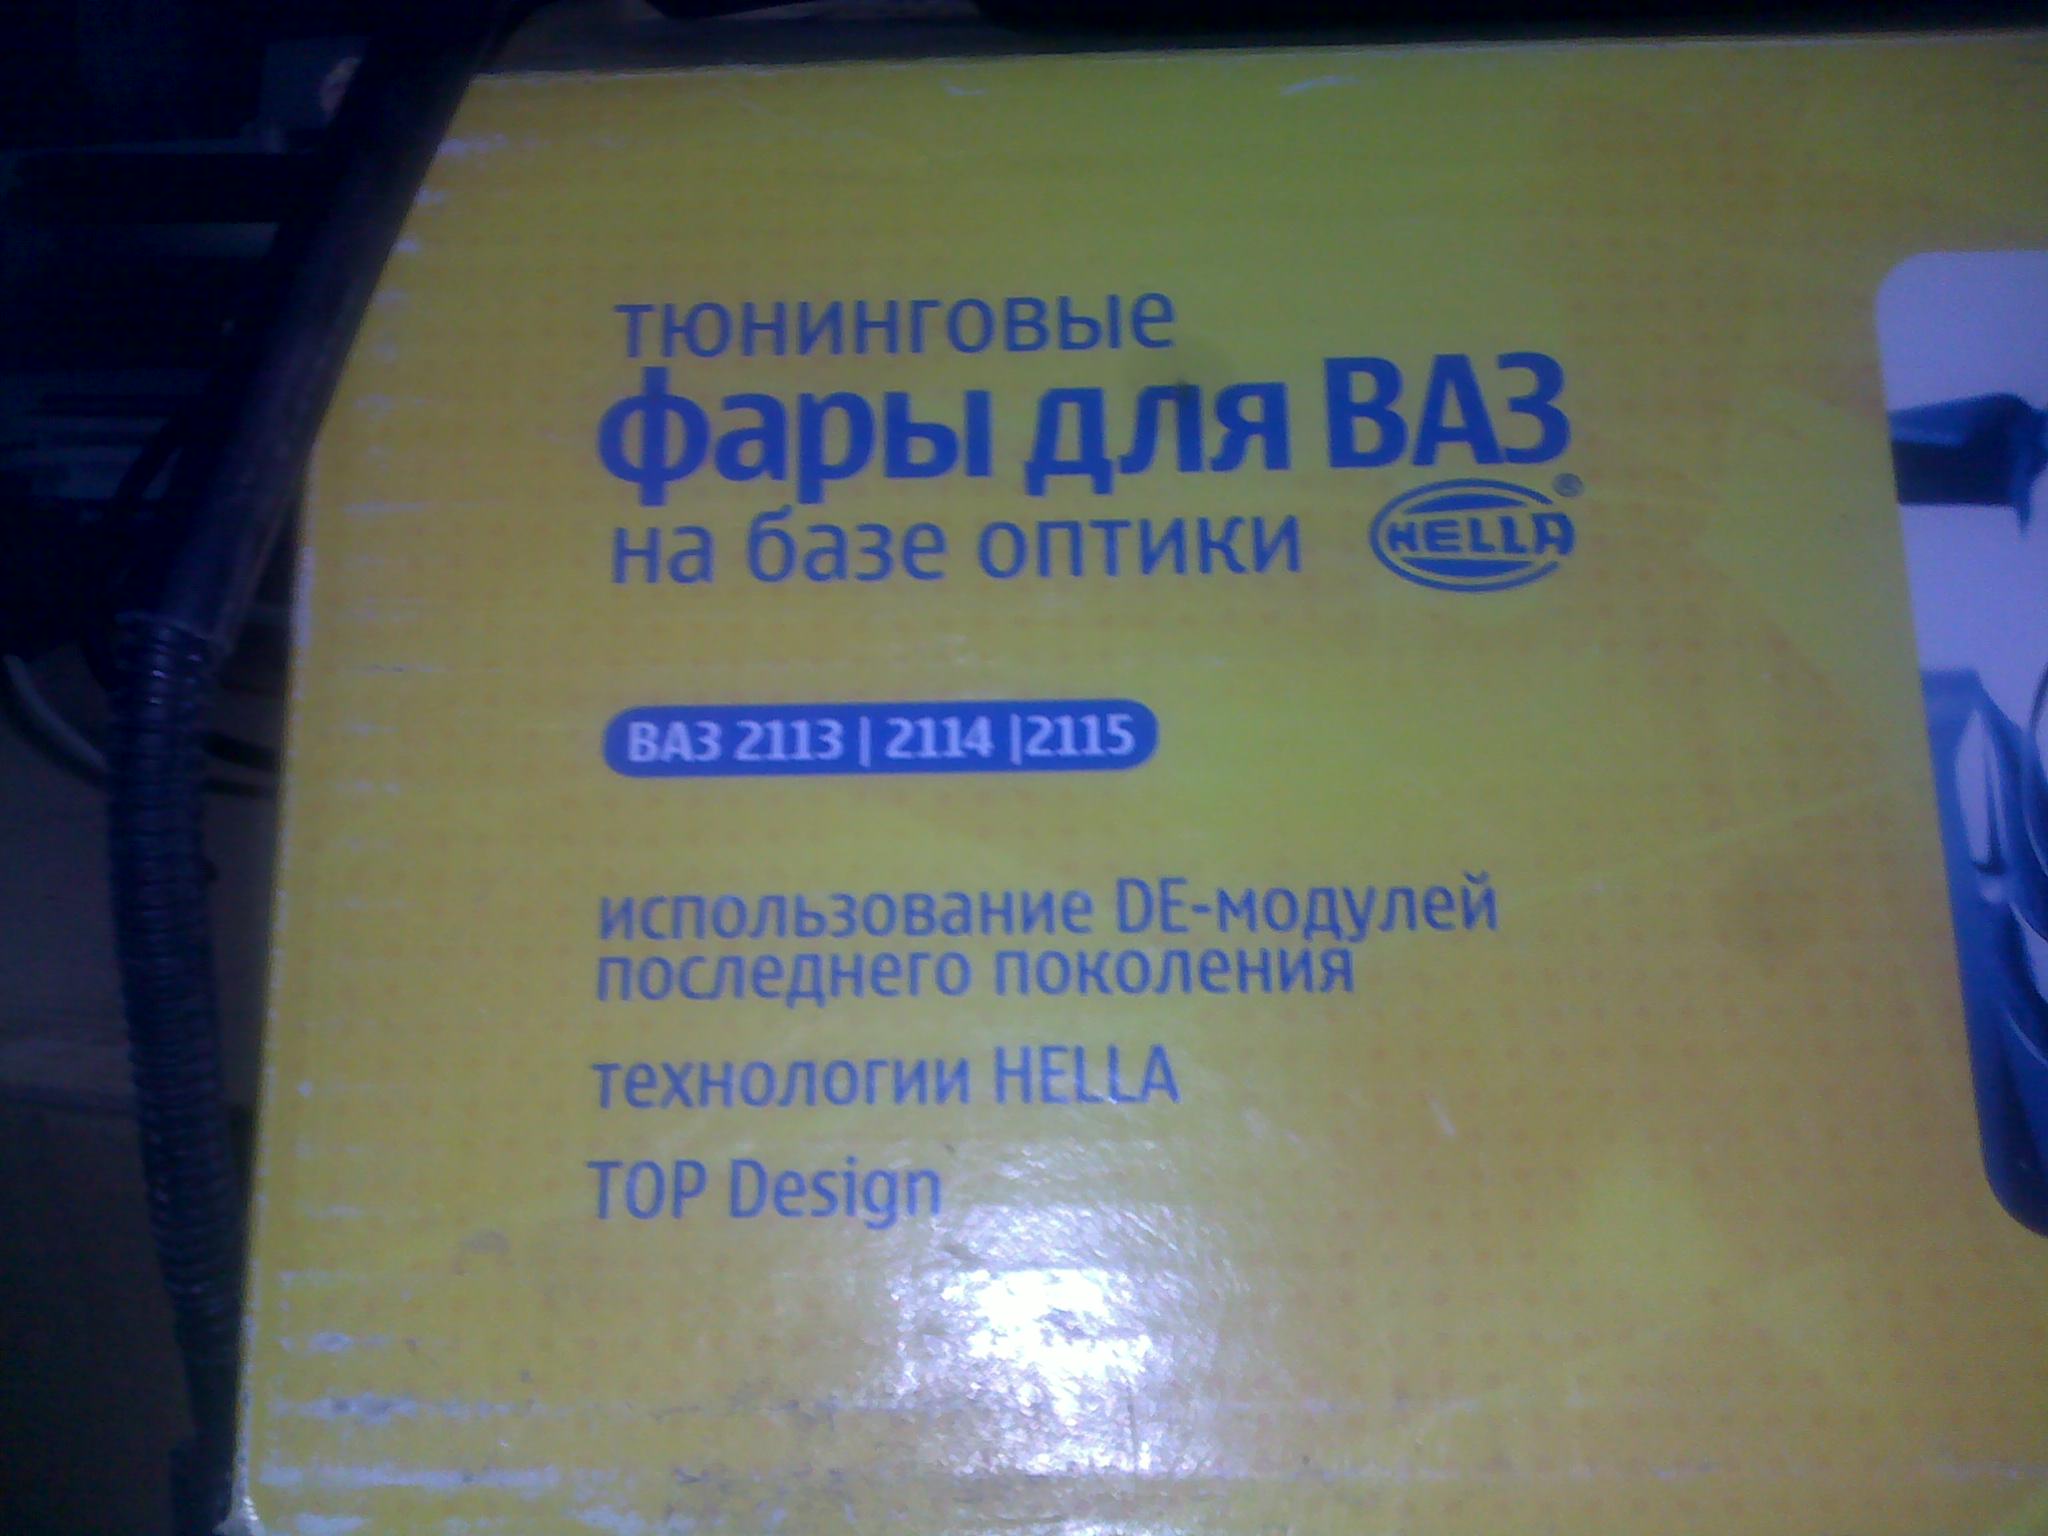 тюнинговые
фары для ВАЗ
на базе оптики HELLA®
ВАЗ 2113 | 2114 |2115
использование DE-модулей
последнего поколения
технологии HELLA
TOP Design